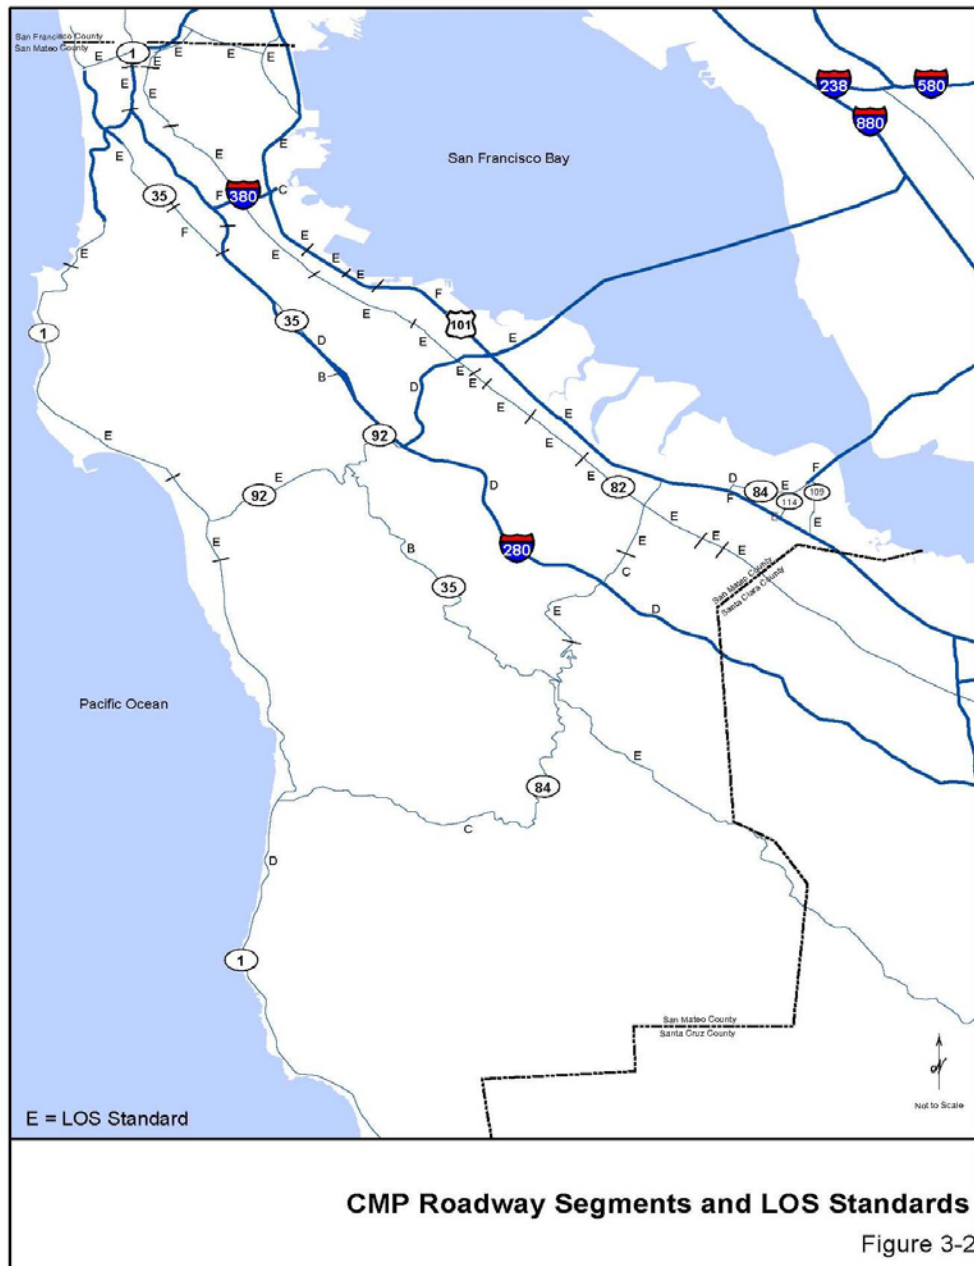 San Francisco County
San Mateo County
E
1
E
E
E
E
238
580
E
E
880
E
San Francisco Bay
E
E
E
35
F
380
C
F
E
E
E
E
E
1
35
E
F
101
D
E
E
E
B
D
E
E
E
E
E
92
E
E
92
E
E
82
D
F
84
E
F
109
114
E
E
D
E
E
E
E
E
280
B
C
35
E
D
San Mateo County
Santa Clara County
Pacific Ocean
E
84
C
D
1
San Mateo County
Santa Cruz County
Not to Scale
E = LOS Standard
CMP Roadway Segments and LOS Standards
Figure 3-2